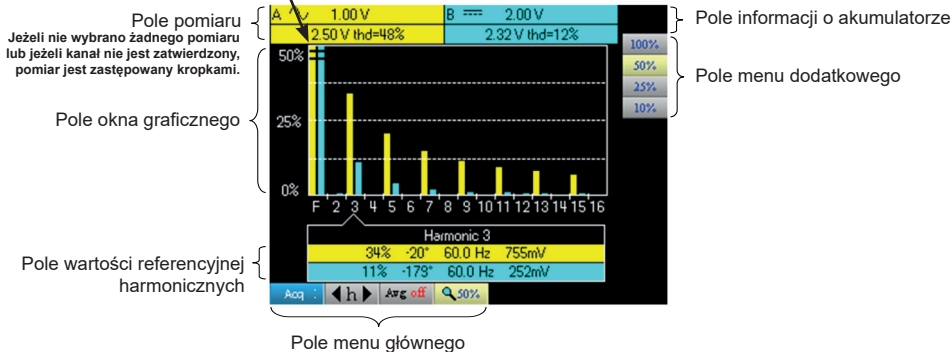 Pole pomiaru
Jeżeli nie wybrano żadnego pomiaru
lub jeżeli kanał nie jest zatwierdzony,
pomiar jest zastępowany kropkami.
Pole okna graficznego
Pole wartości referencyjnej
harmonicznych
A 1.00 V
2.50 V thd=48%
B 2.00 V
2.32 V thd=12%
Pole informacji o akumulatorze
100%
50%
25%
10%
Pole menu dodatkowego
50%
25%
0%
F 2 3 4 5 6 7 8 9 10 11 12 13 14 15 16
Harmonic 3
34% -20° 60.0 Hz 755mV
11% -179° 60.0 Hz 252mV
Acq : h Avg off 50%
Pole menu głównego